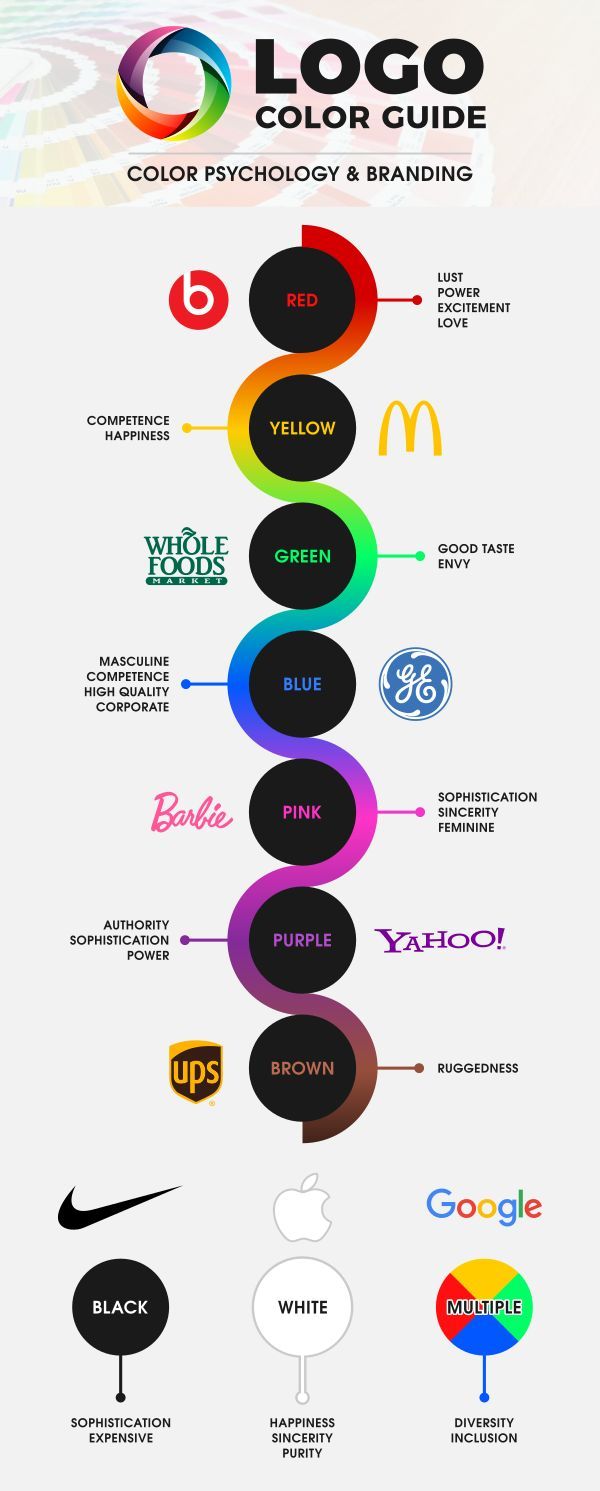 LOGO
COLOR GUIDE
COLOR PSYCHOLOGY & BRANDING
b
RED
LUST
POWER
EXCITEMENT
LOVE
COMPETENCE
HAPPINESS
YELLOW
WHOLE
FOODS
MARKET
GREEN
GOOD TASTE
ENVY
MASCULINE
COMPETENCE
HIGH QUALITY
CORPORATE
BLUE
GE
Barbie
PINK
SOPHISTICATION
SINCERITY
FEMININE
AUTHORITY
SOPHISTICATION
POWER
PURPLE
YAHOO!
ups
®
BROWN
RUGGEDNESS
Google
BLACK
WHITE
MULTIPLE
SOPHISTICATION
EXPENSIVE
HAPPINESS
SINCERITY
PURITY
DIVERSITY
INCLUSION